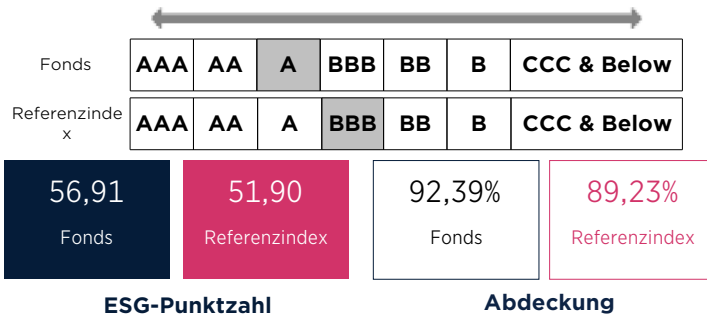 Fonds AAA AA A BBB BB B CCC & Below
Referenzinde
x
AAA AA A BBB BB B CCC & Below
56,91 51,90 92,39% 89,23%
Fonds Referenzindex Fonds Referenzindex
ESG-Punktzahl Abdeckung